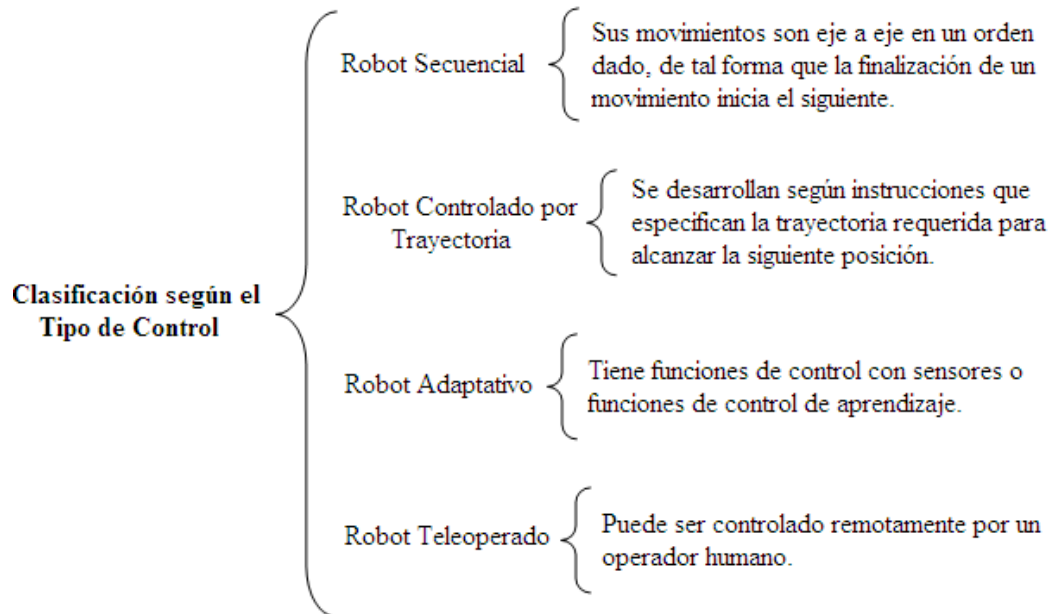 Clasificación según el
Tipo de Control
Robot Secuencial
Sus movimientos son eje a eje en un orden
dado, de tal forma que la finalización de un
movimiento inicia el siguiente.
Robot Controlado por
Trayectoria
Se desarrollan según instrucciones que
especifican la trayectoria requerida para
alcanzar la siguiente posición.
Robot Adaptativo
Tiene funciones de control con sensores o
funciones de control de aprendizaje.
Robot Teleoperado
Puede ser controlado remotamente por un
operador humano.